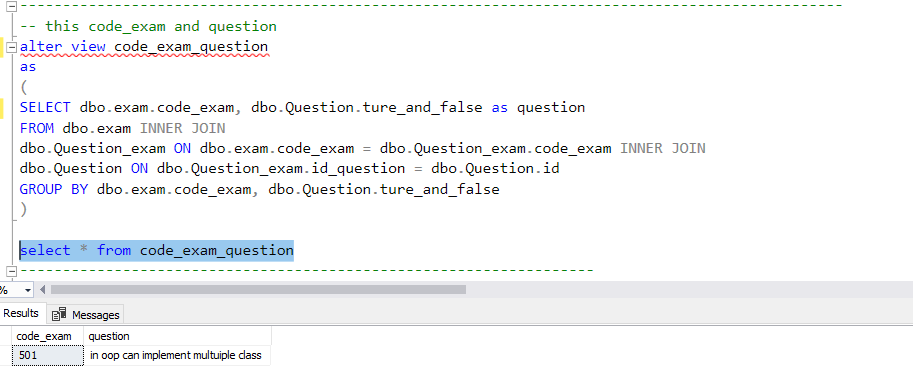 -- this code_exam and question
alter view code_exam_question
as
(
SELECT dbo.exam.code_exam, dbo.Question.ture_and_false as question
FROM dbo.exam INNER JOIN
dbo.Question_exam ON dbo.exam.code_exam = dbo.Question_exam.code_exam INNER JOIN
dbo.Question ON dbo.Question_exam.id_question = dbo.Question.id
GROUP BY dbo.exam.code_exam, dbo.Question.ture_and_false
)
select * from code_exam_question
%
Results Messages
code_exam question
501 in oop can implement multuiple class